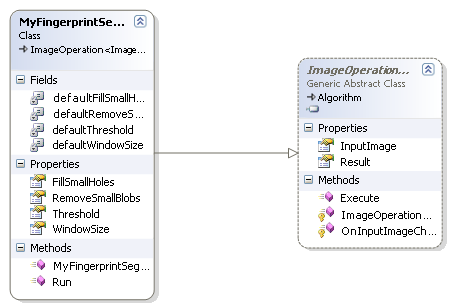 MyFingerprintSe...
Class
ImageOperation<Image...
Fields
defaultFillSmallH...
defaultRemoveS...
defaultThreshold
defaultWindowSize
Properties
FillSmallHoles
RemoveSmallBlobs
Threshold
WindowSize
Methods
MyFingerprintSeg...
Run
ImageOperation...
Generic Abstract Class
Algorithm
Properties
InputImage
Result
Methods
Execute
ImageOperation...
OnInputImageCh...